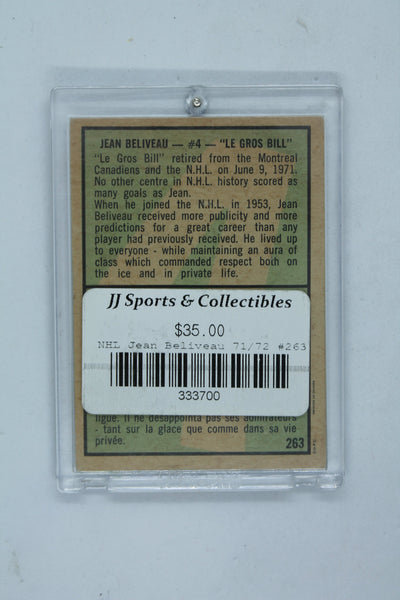 JEAN BELIVEAU — #4 — "LE GROS BILL"
"Le Gros Bill" retired from the Montreal
Canadiens and the N.H.L. on June 9, 1971.
No other centre in N.H.L. history scored as
many goals as Jean.
When he joined the N.H.L. in 1953, Jean
Beliveau received more publicity and more
predictions for a great career than any
player had previously received. He lived up
to everyone - while maintaining an aura of
class which commanded respect both on
the ice and in private life.
JJ Sports & Collectibles
$35.00
NHL Jean Beliveau 71/72 #263
333700
ligue. Il ne désappointa pas ses admirateurs
- tant sur la glace que comme dans sa vie
privée.
263